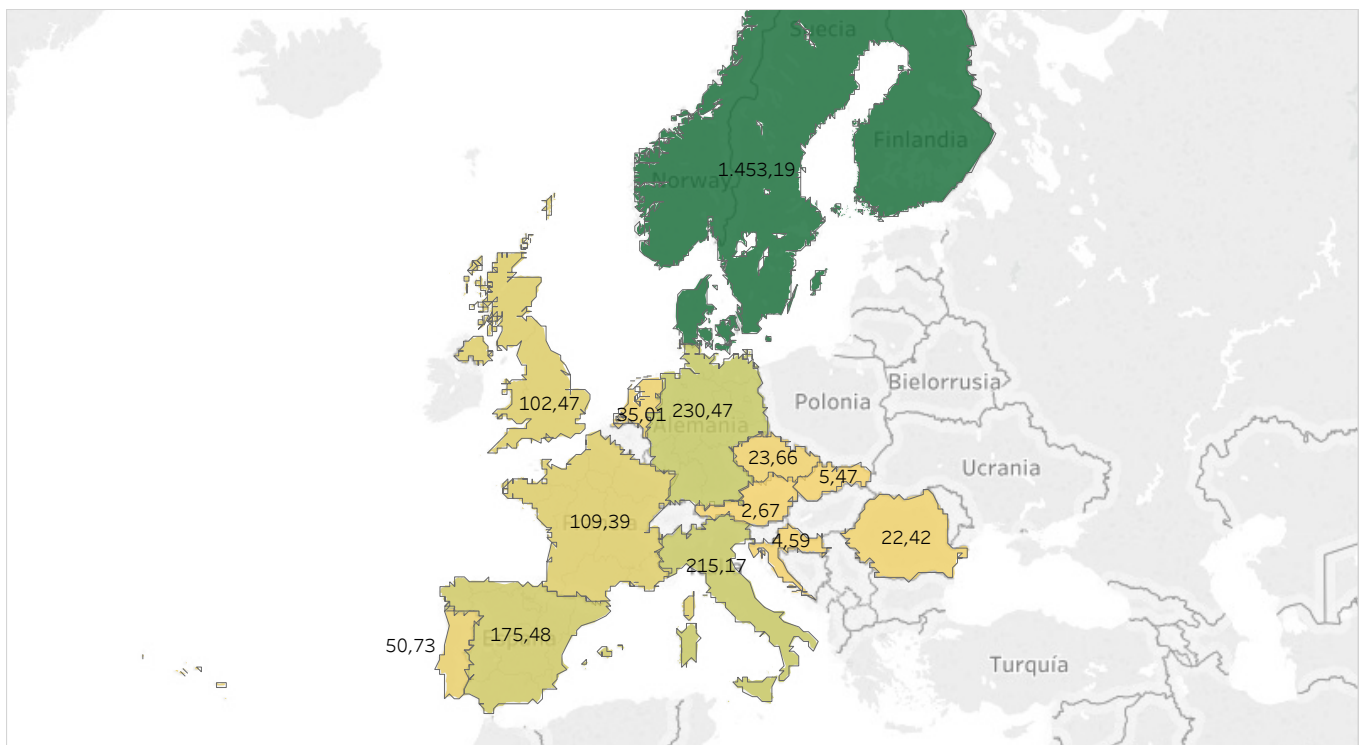 Suecia
Finlandia
1.453,19
Norway
Bielorrusia
Polonia
102,47
35,01
230,47
Alemania
23,66
5,47
Ucrania
2,67
109,39
4,59
22,42
215,17
175,48
España
50,73
Turquía